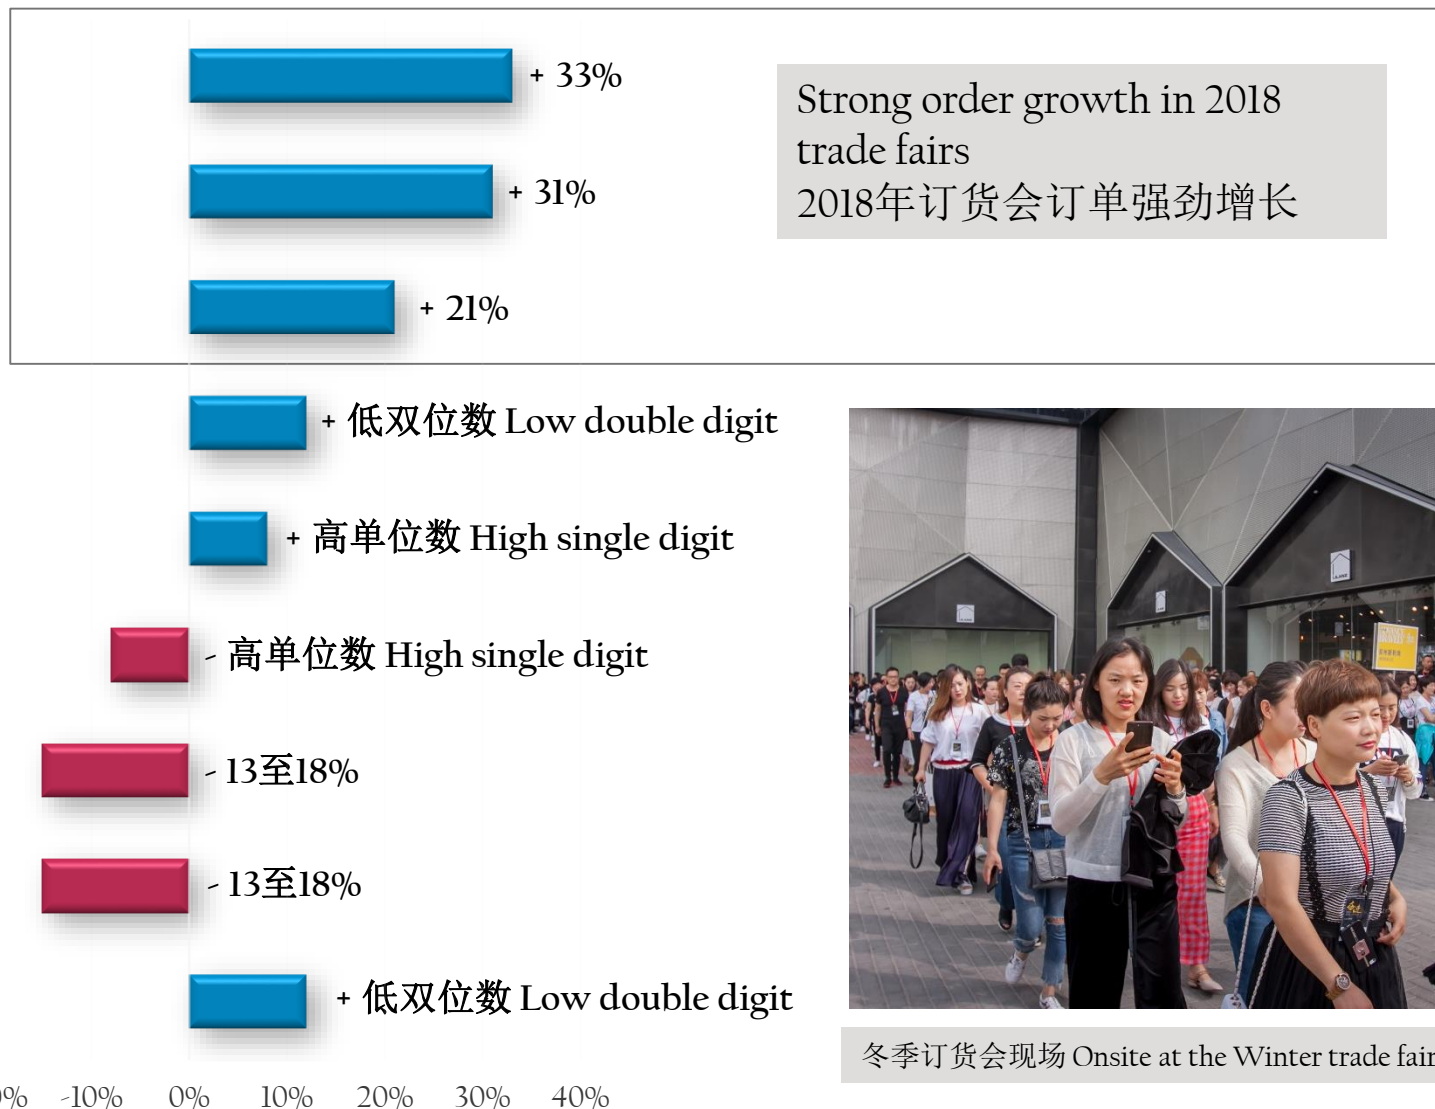 + 33%
Strong order growth in 2018
trade fairs
2018年订货会订单强劲增长
+ 31%
+ 21%
+ 低双位数 Low double digit
+ 高单位数 High single digit
- 高单位数 High single digit
- 13至18%
- 13至18%
+ 低双位数 Low double digit
冬季订货会现场 Onsite at the Winter trade fair
0% -10% 0% 10% 20% 30% 40%